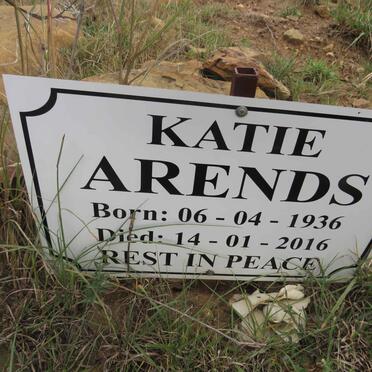 KATIE
ARENDS
Born: 06 - 04 - 1936
Died: 14 - 01 - 2016
REST IN PEACE